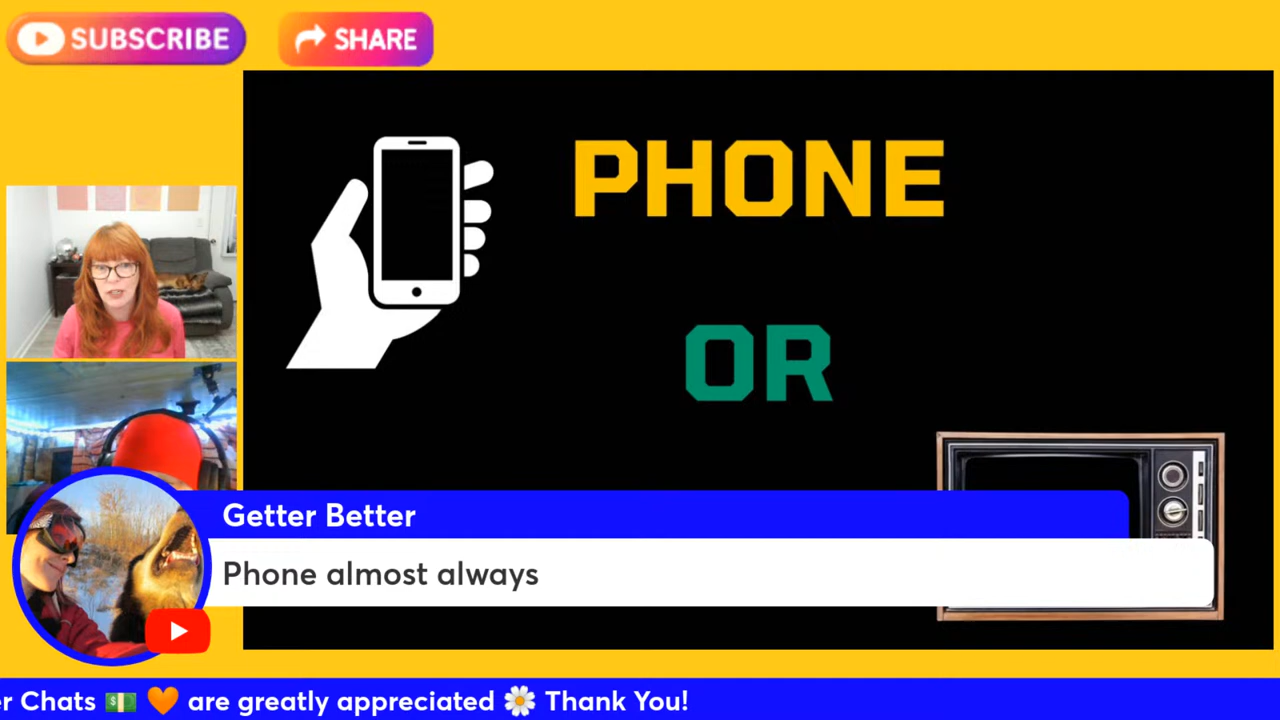 SUBSCRIBE
SHARE
PHONE
OR
Getter Better
Phone almost always
r Chats 💵 🧡 are greatly appreciated 🌼 Thank You!